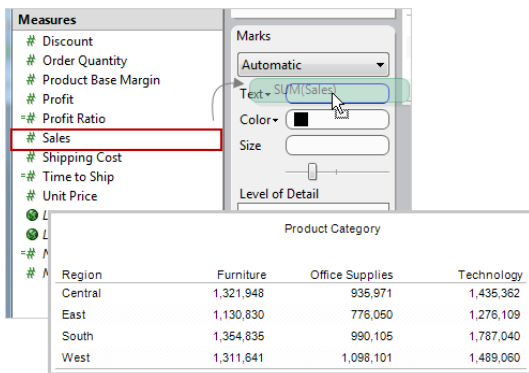 Measures
# Discount
# Order Quantity
# Product Base Margin
# Profit
=# Profit Ratio
# Sales
# Shipping Cost
=# Time to Ship
# Unit Price
L
L
=# N
# N
Marks
Automatic
Text SUM(Sales)
Color
Size
Level of Detail
Product Category
Region Furniture Office Supplies Technology
Central 1,321,948 935,971 1,435,362
East 1,130,830 776,050 1,276,109
South 1,354,835 990,105 1,787,040
West 1,311,641 1,098,101 1,489,060